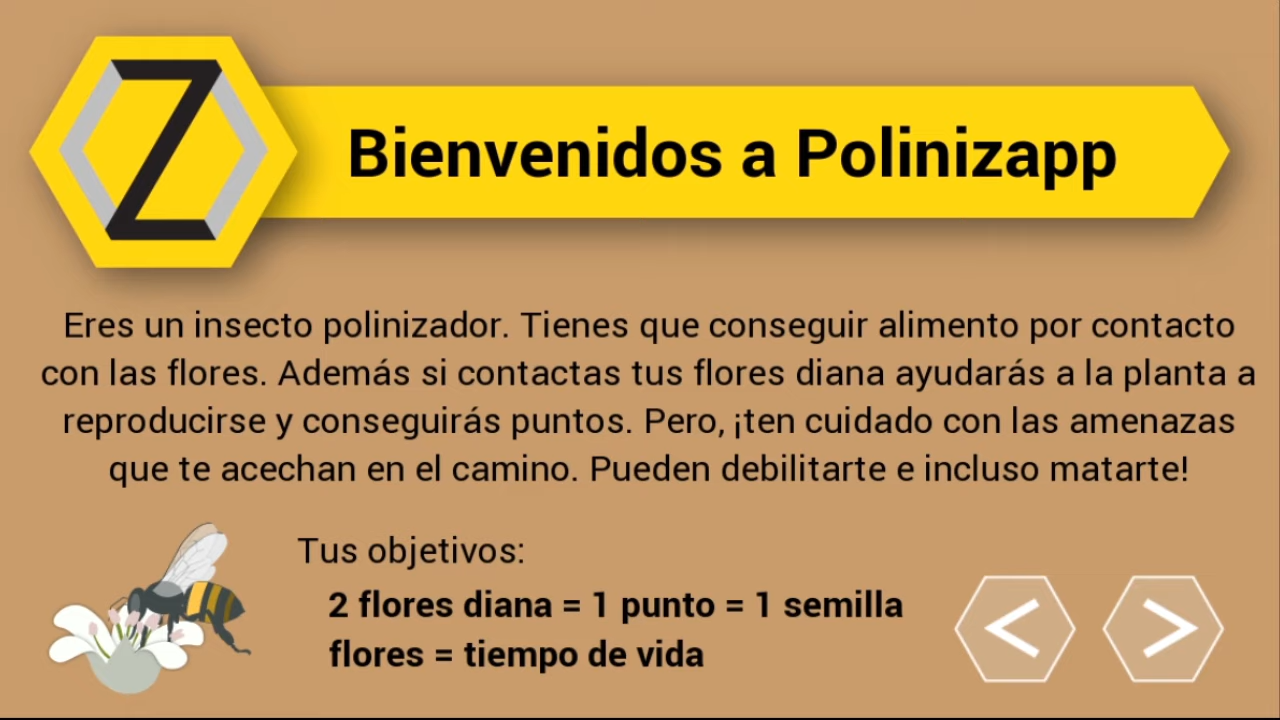 Z
Bienvenidos a Polinizapp
Eres un insecto polinizador. Tienes que conseguir alimento por contacto
con las flores. Además si contactas tus flores diana ayudarás a la planta a
reproducirse y conseguirás puntos. Pero, ¡ten cuidado con las amenazas
que te acechan en el camino. Pueden debilitarte e incluso matarte!
Tus objetivos:
2 flores diana = 1 punto = 1 semilla
flores = tiempo de vida
< >